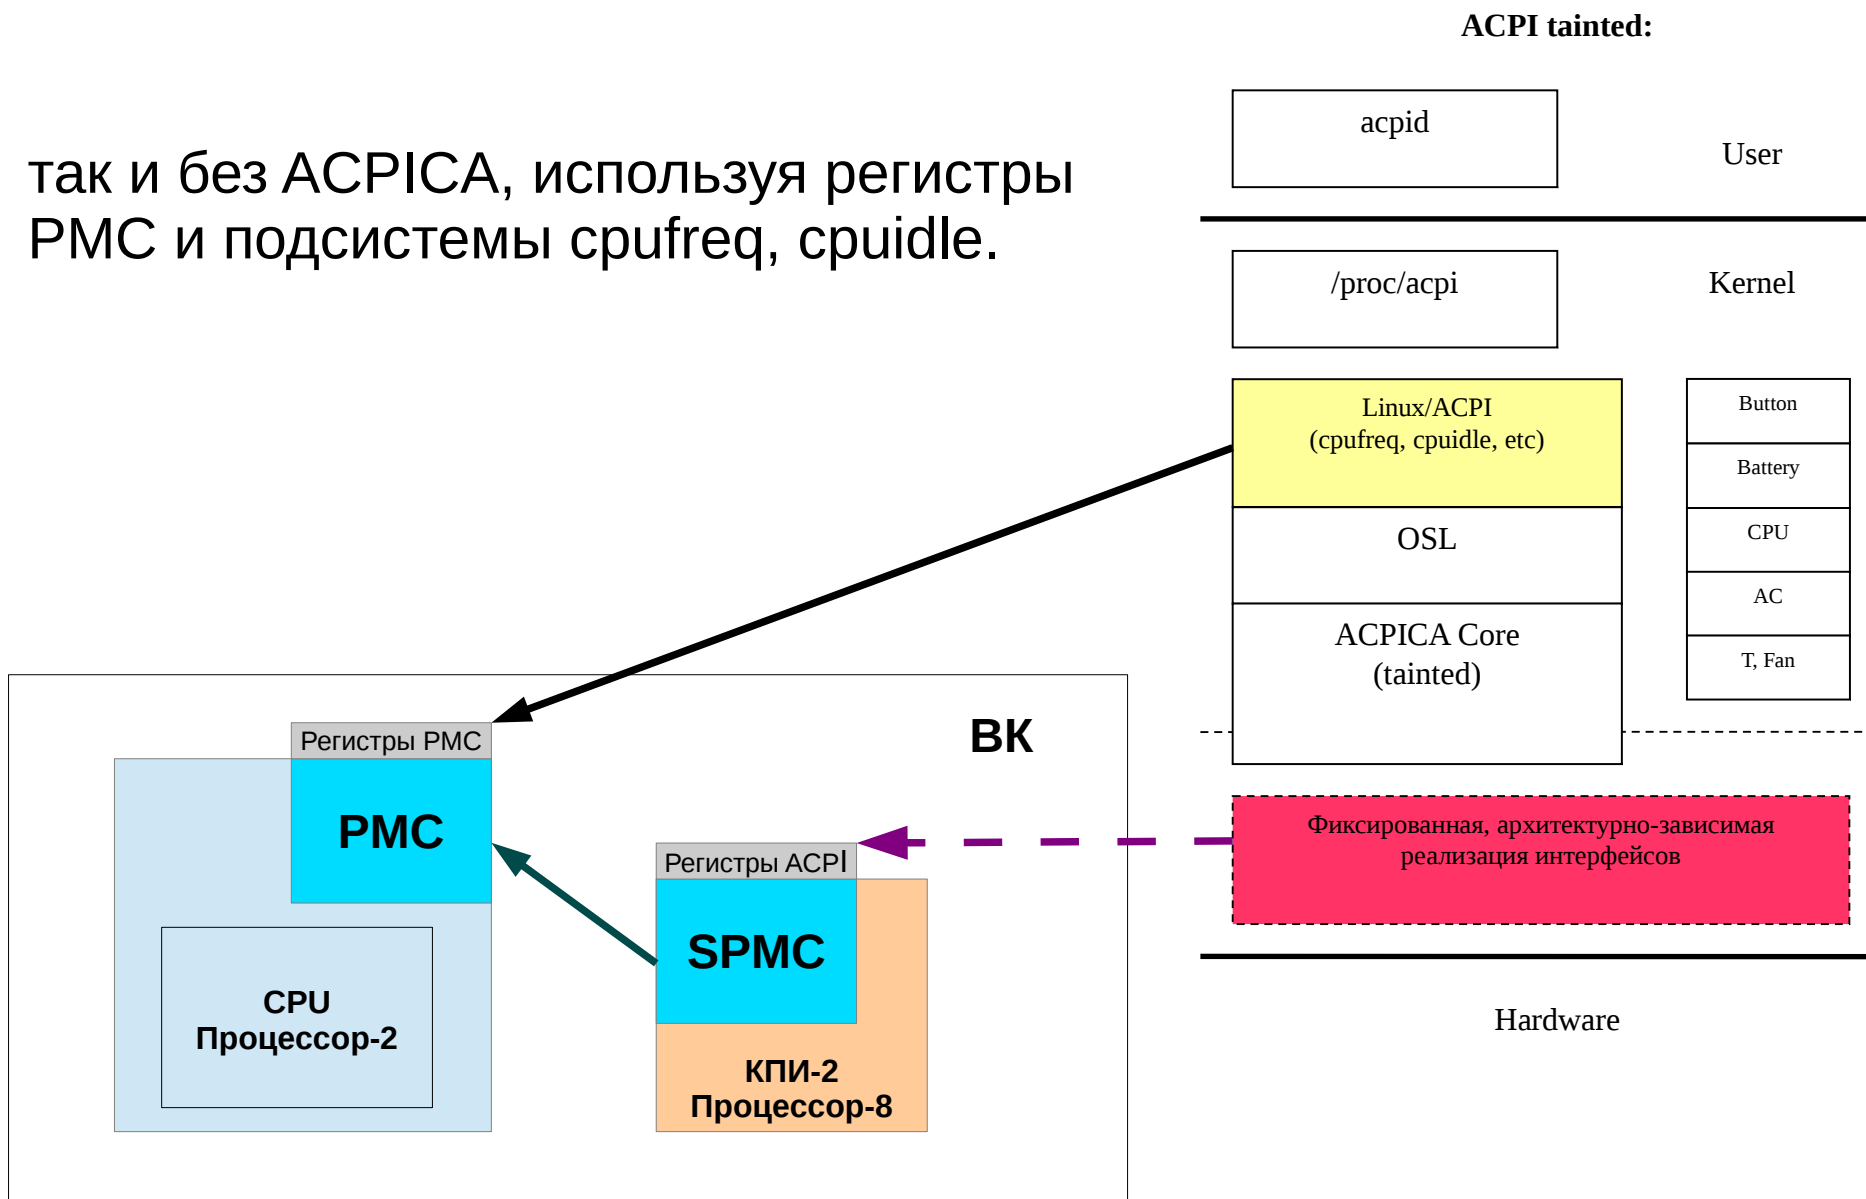 ACPI tainted:
так и без ACPICA, используя регистры
PMC и подсистемы cpufreq, cpuidle.
acpid
User
/proc/acpi
Kernel
Linux/ACPI
(cpufreq, cpuidle, etc)
OSL
ACPICA Core
(tainted)
Button
Battery
CPU
AC
T, Fan
Фиксированная, архитектурно-зависимая
реализация интерфейсов
Hardware
ВК
Регистры PMC
PMC
CPU
Процессор-2
Регистры ACPI
SPMC
КПИ-2
Процессор-8